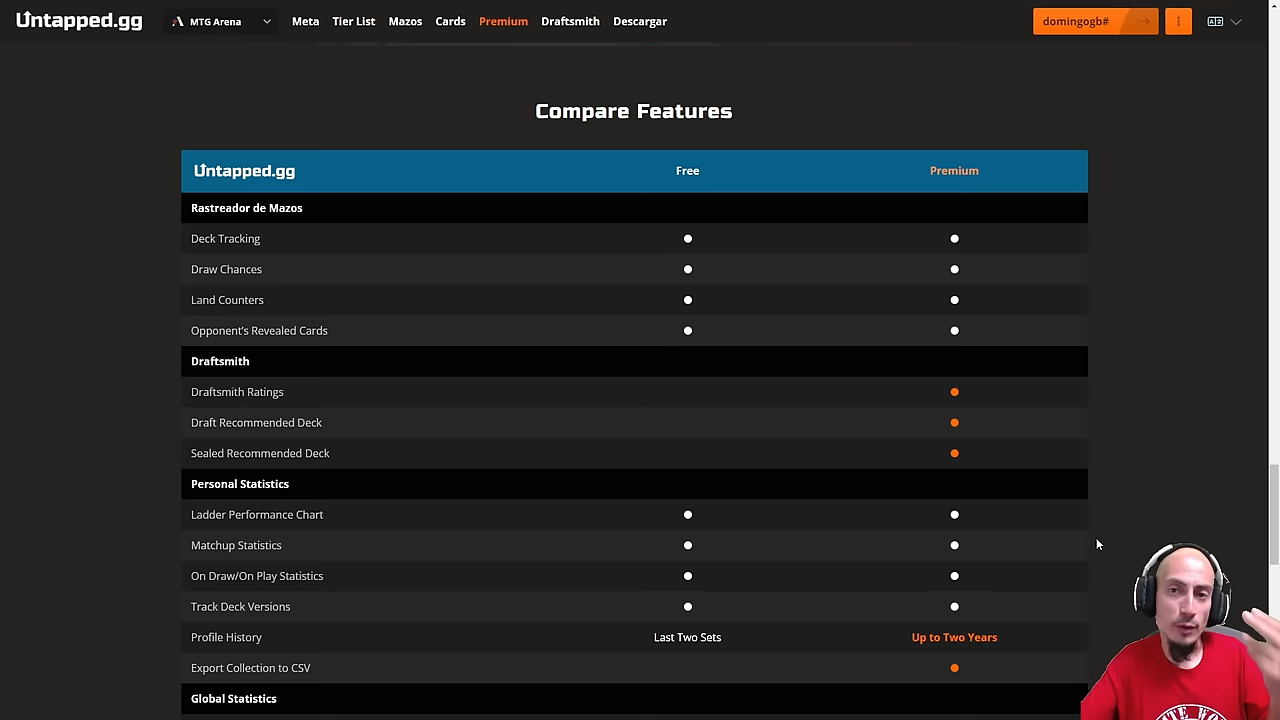 Untapped.gg
MTG Arena
Meta
Tier List
Mazos
Cards
Premium
Draftsmith
Descargar
domingogb#
Compare Features
Untapped.gg Free Premium
Rastreador de Mazos
Deck Tracking
Draw Chances
Land Counters
Opponent's Revealed Cards
Draftsmith
Draftsmith Ratings
Draft Recommended Deck
Sealed Recommended Deck
Personal Statistics
Ladder Performance Chart
Matchup Statistics
On Draw/On Play Statistics
Track Deck Versions
Profile History Last Two Sets Up to Two Years
Export Collection to CSV
Global Statistics